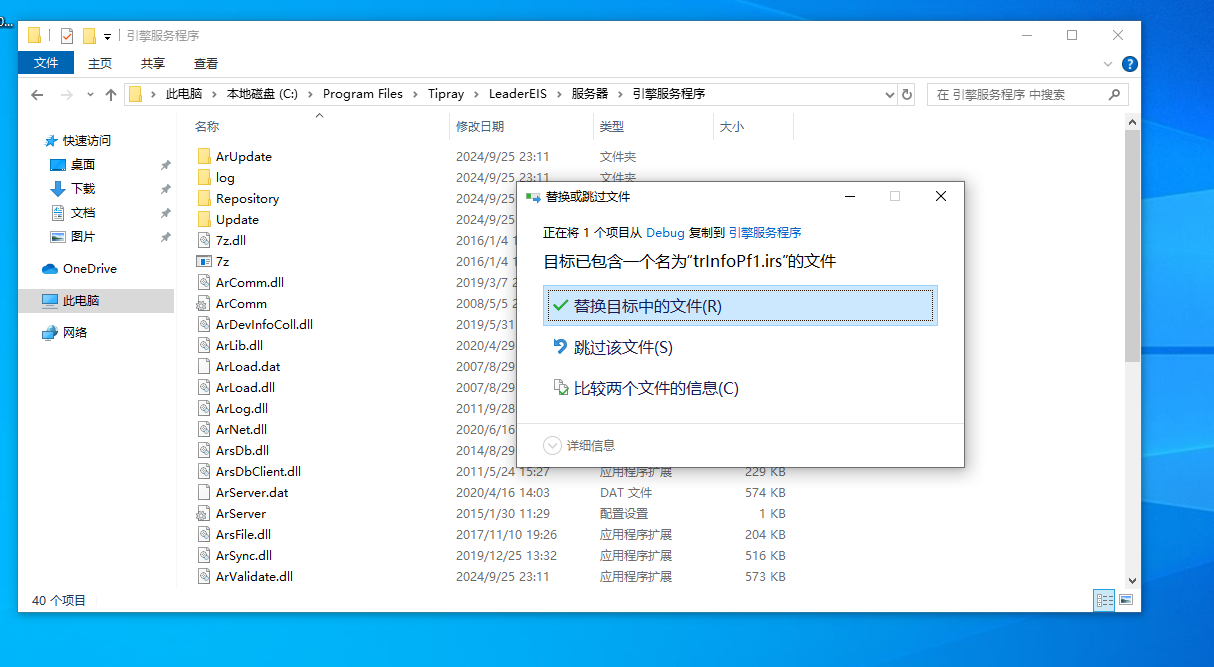 引擎服务程序
文件 主页 共享 查看
此电脑 > 本地磁盘 (C:) > Program Files > Tipray > LeaderEIS > 服务器 > 引擎服务程序
在 引擎服务程序 中搜索
快速访问
桌面
下载
文档
图片
OneDrive
此电脑
网络
名称 修改日期 类型 大小
ArUpdate 2024/9/25 23:11 文件夹
log 2024/9/25 23:11 文件夹
Repository 2024/9/25
Update 2024/9/25
7z.dll 2016/1/4 1
7z 2016/1/4 1
ArComm.dll 2019/3/7
ArComm 2008/5/5
ArDevInfoColl.dll 2019/5/31
ArLib.dll 2020/4/29
ArLoad.dat 2007/8/29
ArLoad.dll 2007/8/29
ArLog.dll 2011/9/28
ArNet.dll 2020/6/16
ArsDb.dll 2014/8/29
ArsDbClient.dll 2011/5/24 15:27 应用程序扩展 229 KB
ArServer.dat 2020/4/16 14:03 DAT 文件 574 KB
ArServer 2015/1/30 11:29 配置设置 1 KB
ArsFile.dll 2017/11/10 19:26 应用程序扩展 204 KB
ArSync.dll 2019/12/25 13:32 应用程序扩展 516 KB
ArValidate.dll 2024/9/25 23:11 应用程序扩展 573 KB
40 个项目
替换或跳过文件
正在将 1 个项目从 Debug 复制到 引擎服务程序
目标已包含一个名为“trInfoPf1.irs”的文件
替换目标中的文件(R)
跳过该文件(S)
比较两个文件的信息(C)
详细信息